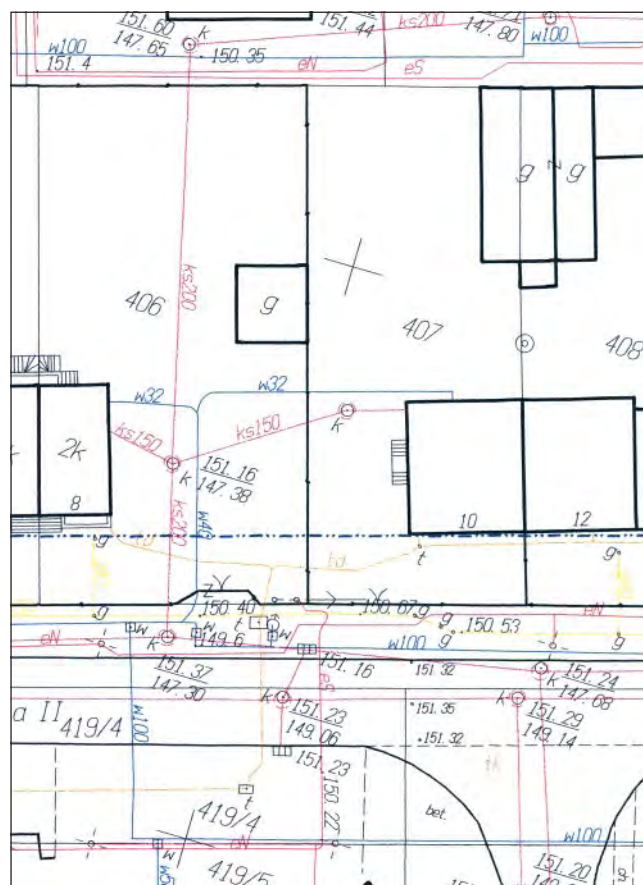 151.60
147.65
k
151.44
ks200
147.80
w100
w100
151.4
150.35
eN
eS
g
z
g
ks200
406
g
407
408
w32
w32
ks150
ks150
k
2k
k
151.16
147.38
8
ks200
w40
10
12
g
td
td
t
g
z
g
150.40
150.67
g
eN
eN
w
149.6
t
w
g
150.53
g
k
w100
151.37
147.30
151.16
151.32
151.24
147.68
k
eS
k
151.23
149.06
k
151.29
149.14
151.35
151.32
a II
419/4
w100
151.23
150.22
t
bet.
419/4
eN
w100
w
419/5
w5
151.20